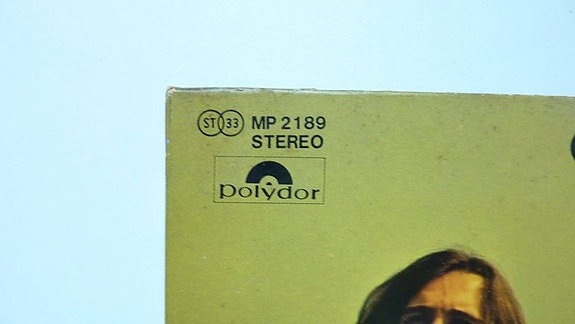 ST 33 MP 2189
STEREO
polydor